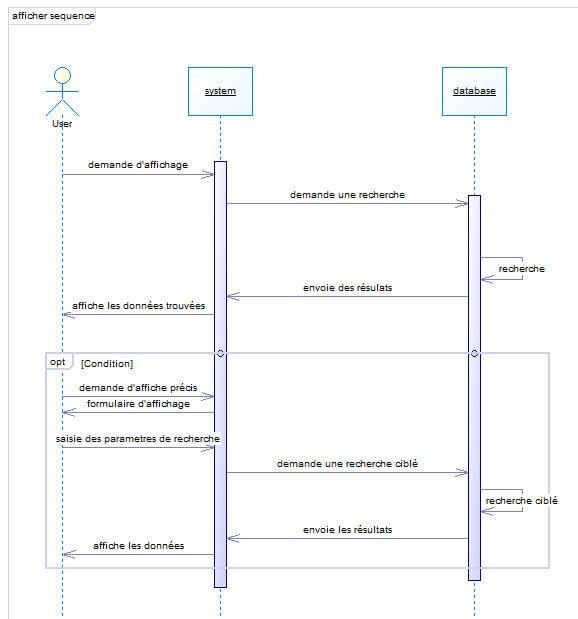 afficher sequence
User
system
database
demande d'affichage
demande une recherche
recherche
envoie des résulats
affiche les données trouvées
opt
[Condition]
demande d'affiche précis
formulaire d'affichage
saisie des parametres de recherche
demande une recherche ciblé
recherche ciblé
envoie les résultats
affiche les données